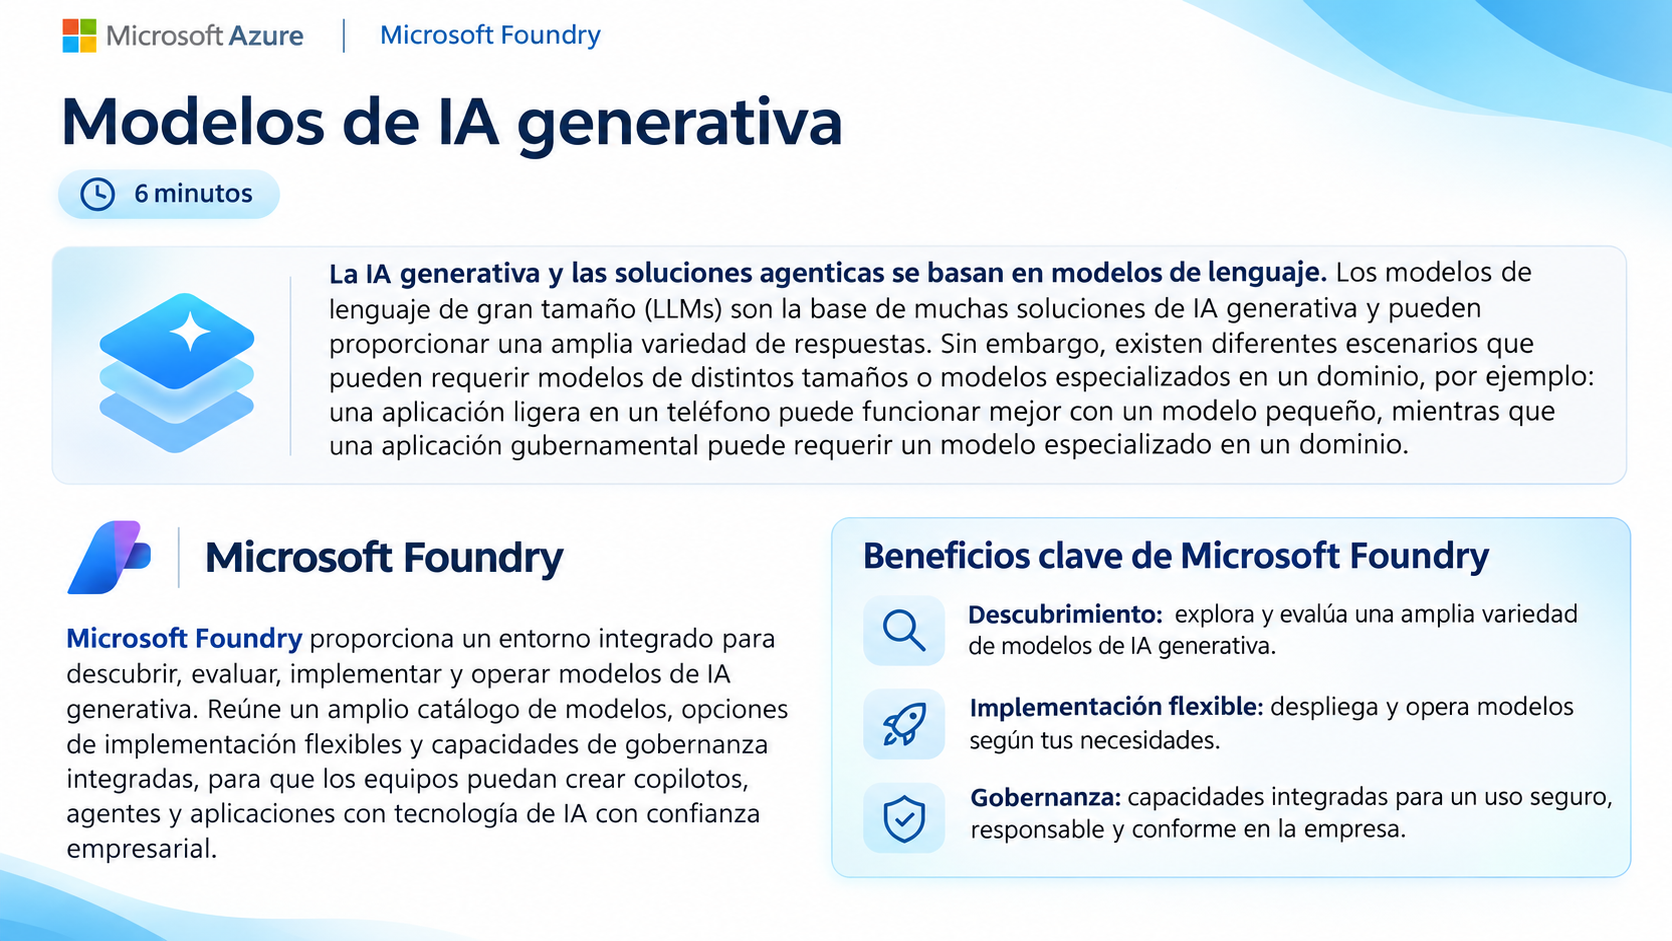 Microsoft Azure
Microsoft Foundry
Modelos de IA generativa
6 minutos
La IA generativa y las soluciones agenticas se basan en modelos de lenguaje. Los modelos de
lenguaje de gran tamaño (LLMs) son la base de muchas soluciones de IA generativa y pueden
proporcionar una amplia variedad de respuestas. Sin embargo, existen diferentes escenarios que
pueden requerir modelos de distintos tamaños o modelos especializados en un dominio, por ejemplo:
una aplicación ligera en un teléfono puede funcionar mejor con un modelo pequeño, mientras que
una aplicación gubernamental puede requerir un modelo especializado en un dominio.
Microsoft Foundry
Microsoft Foundry proporciona un entorno integrado para
descubrir, evaluar, implementar y operar modelos de IA
generativa. Reúne un amplio catálogo de modelos, opciones
de implementación flexibles y capacidades de gobernanza
integradas, para que los equipos puedan crear copilotos,
agentes y aplicaciones con tecnología de IA con confianza
empresarial.
Beneficios clave de Microsoft Foundry
Descubrimiento: explora y evalúa una amplia variedad
de modelos de IA generativa.
Implementación flexible: despliega y opera modelos
según tus necesidades.
Gobernanza: capacidades integradas para un uso seguro,
responsable y conforme en la empresa.